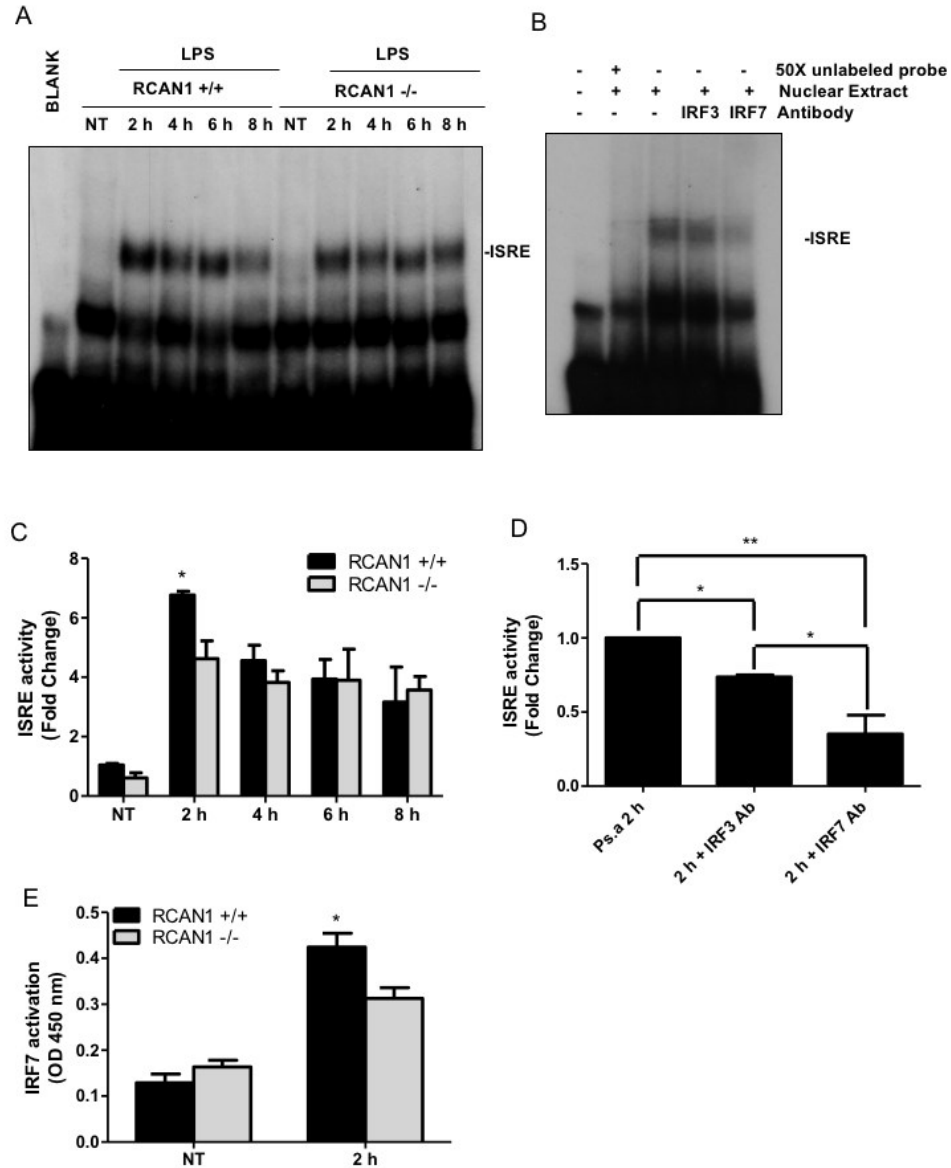 A
BLANK
LPS LPS
RCAN1 +/+ RCAN1 -/-
NT 2 h 4 h 6 h 8 h NT 2 h 4 h 6 h 8 h
-ISRE
B
- + - - - 50X unlabeled probe
- + + + + Nuclear Extract
- - - IRF3 IRF7 Antibody
-ISRE
C
ISRE activity
(Fold Change)
8
6
4
2
0
*
RCAN1 +/+
RCAN1 -/-
NT 2 h 4 h 6 h 8 h
D
ISRE activity
(Fold Change)
1.5
1.0
0.5
0.0
**
*
*
Ps.a 2 h
2 h + IRF3 Ab
2 h + IRF7 Ab
E
IRF7 activation
(OD 450 nm)
0.5
0.4
0.3
0.2
0.1
0.0
RCAN1 +/+
RCAN1 -/-
*
NT 2 h